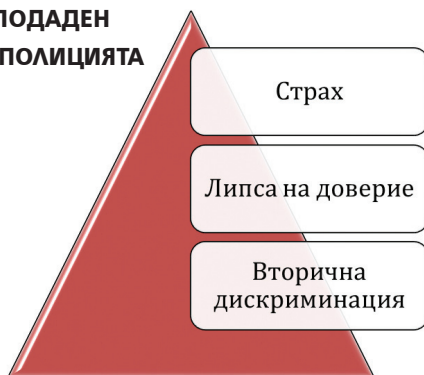 ПОДАДЕН
ПОЛИЦИЯТА
Страх
Липса на доверие
Вторична
дискриминация